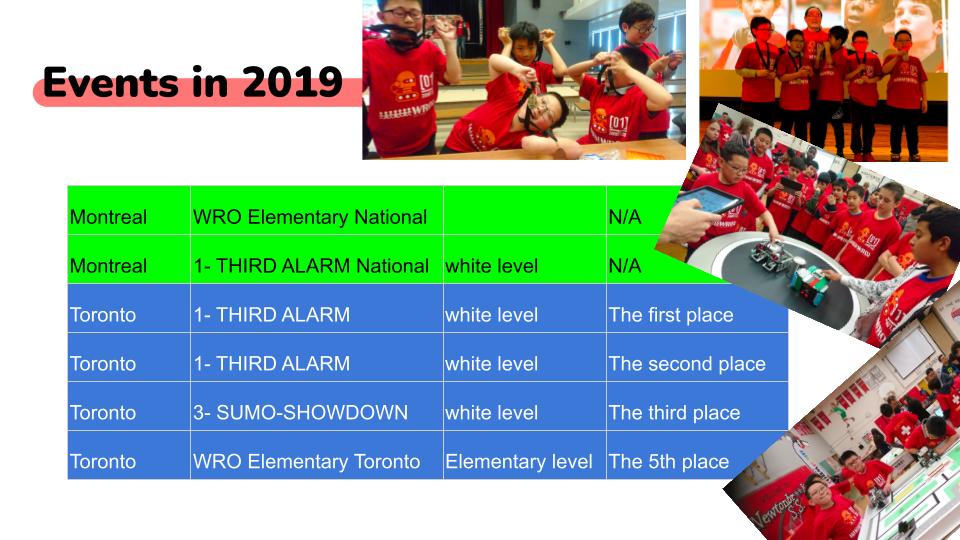 Events in 2019
[01]
[01]
Montreal WRO Elementary National N/A
Montreal 1- THIRD ALARM National white level N/A
Toronto 1- THIRD ALARM white level The first place
Toronto 1- THIRD ALARM white level The second place
Toronto 3- SUMO-SHOWDOWN white level The third place
Toronto WRO Elementary Toronto Elementary level The 5th place